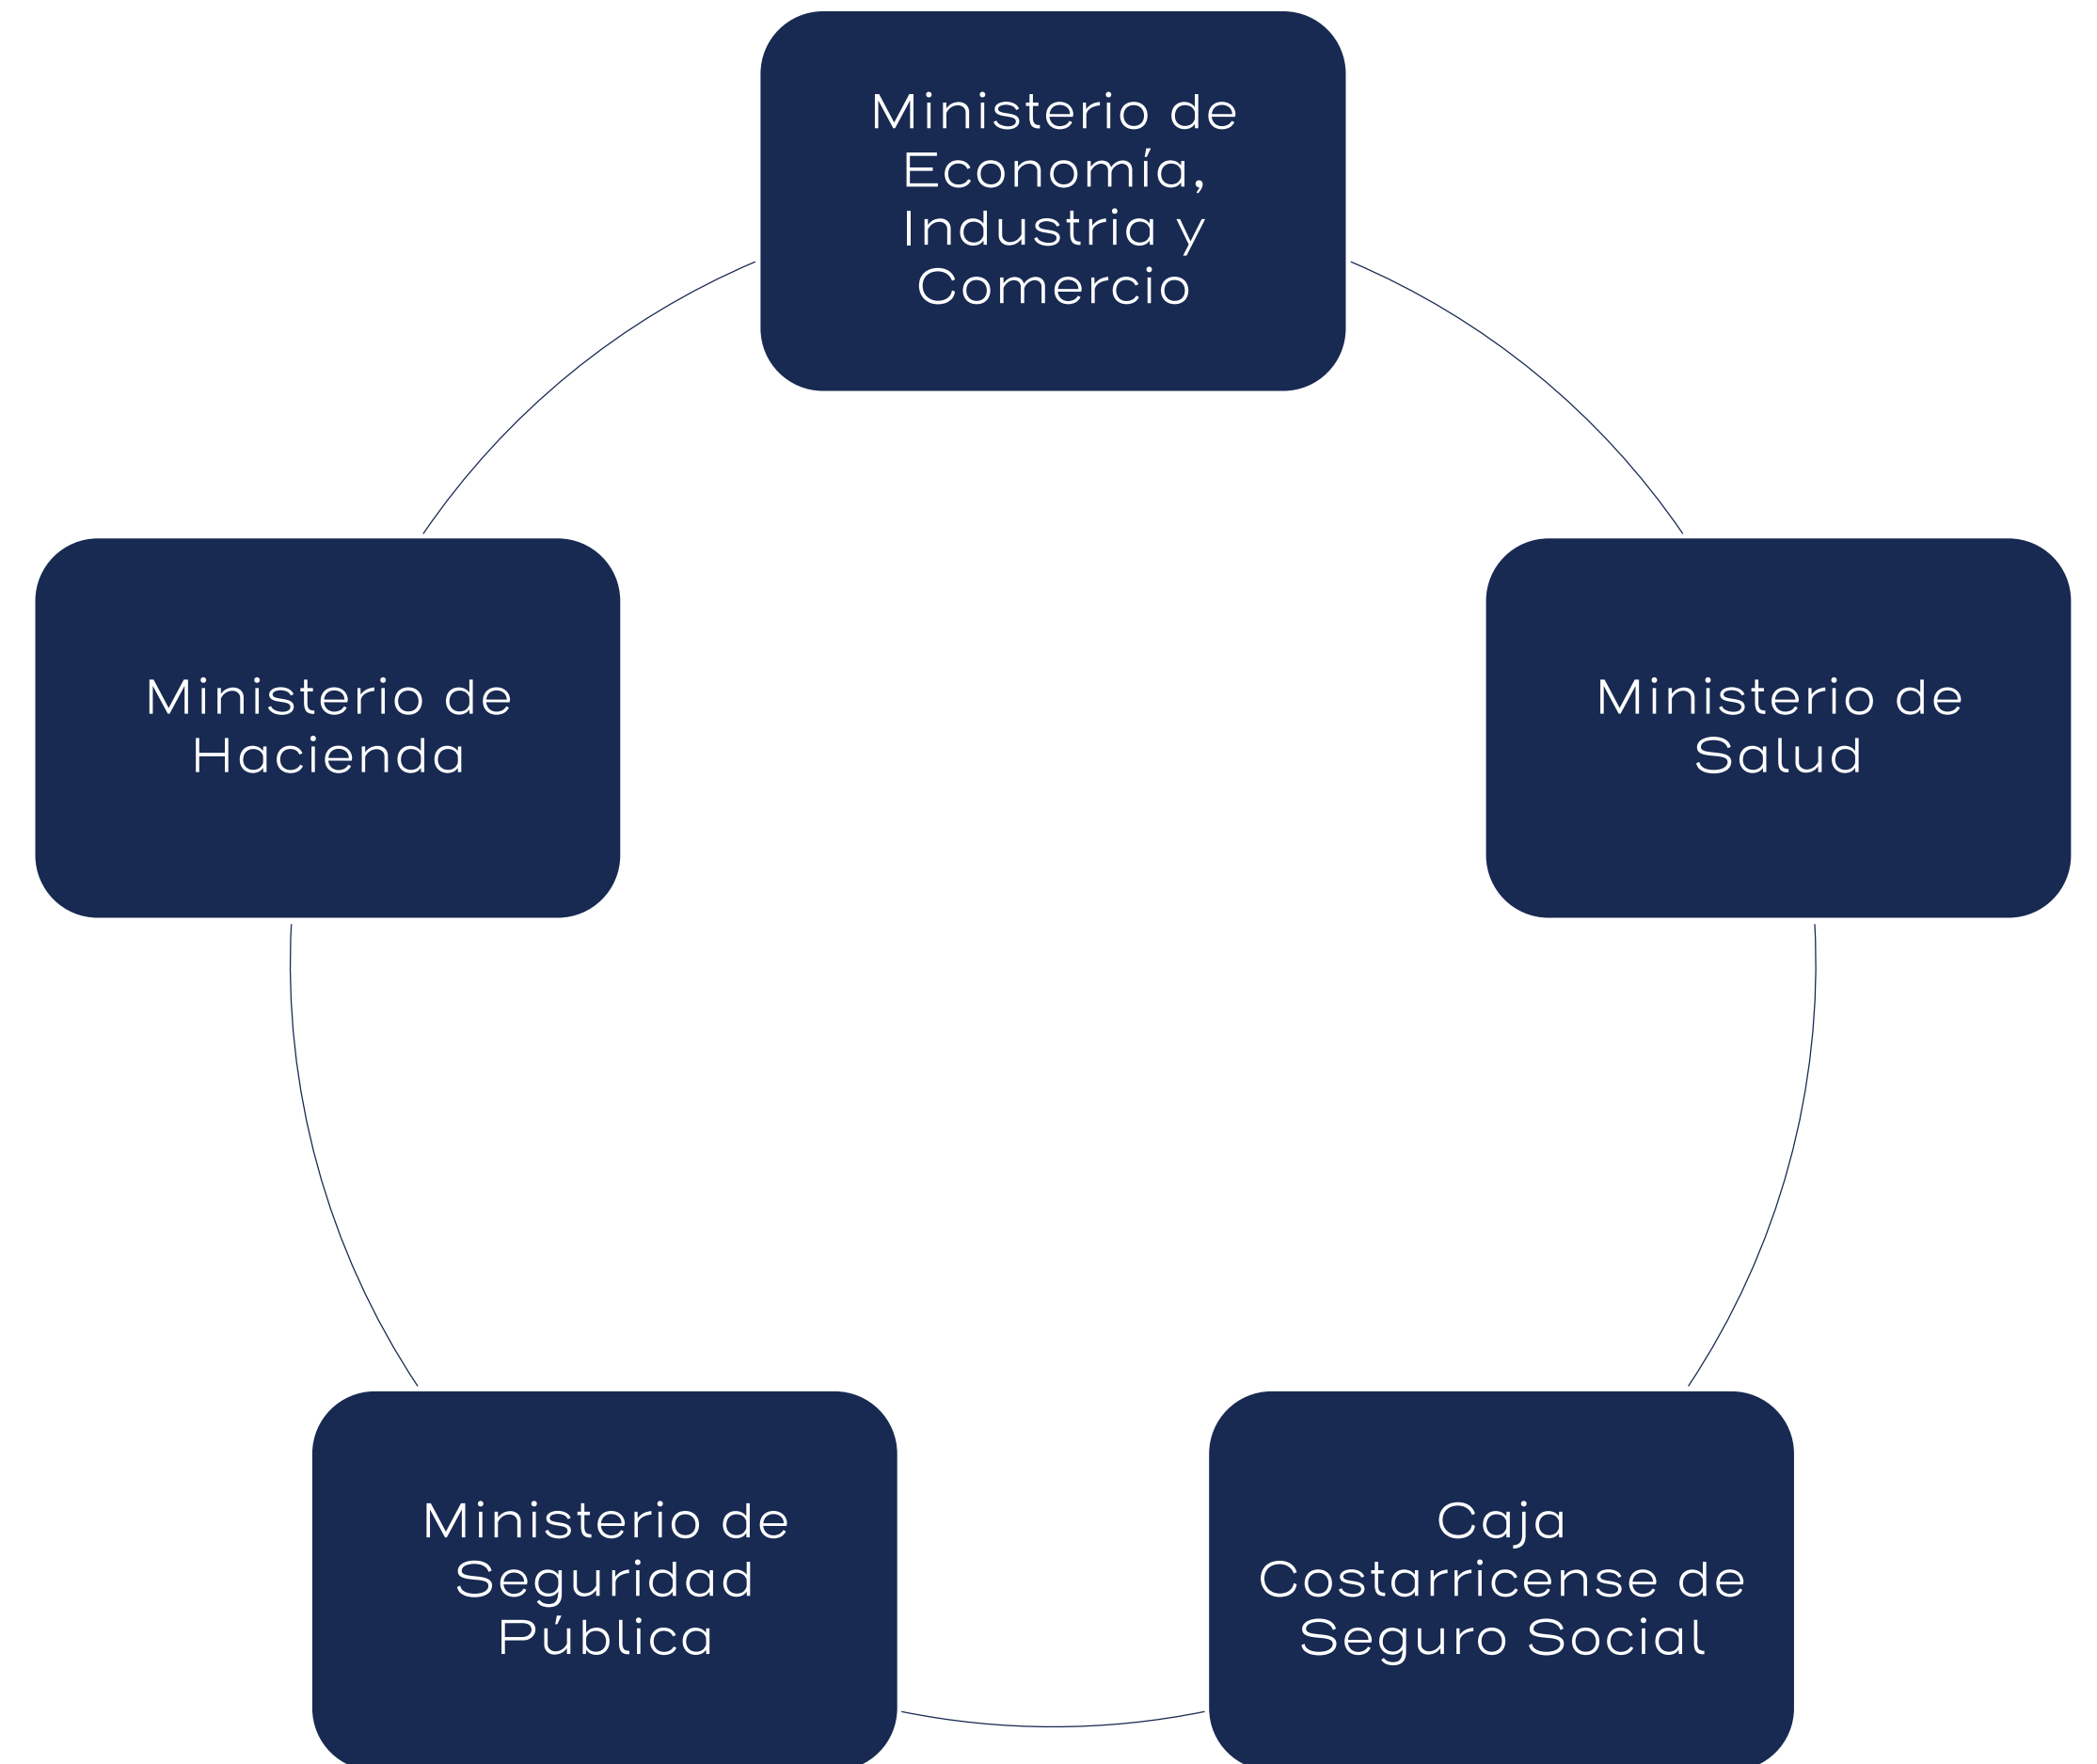 Ministerio de
Economía,
Industria y
Comercio
Ministerio de
Hacienda
Ministerio de
Salud
Ministerio de
Seguridad
Pública
Caja
Costarricense de
Seguro Social